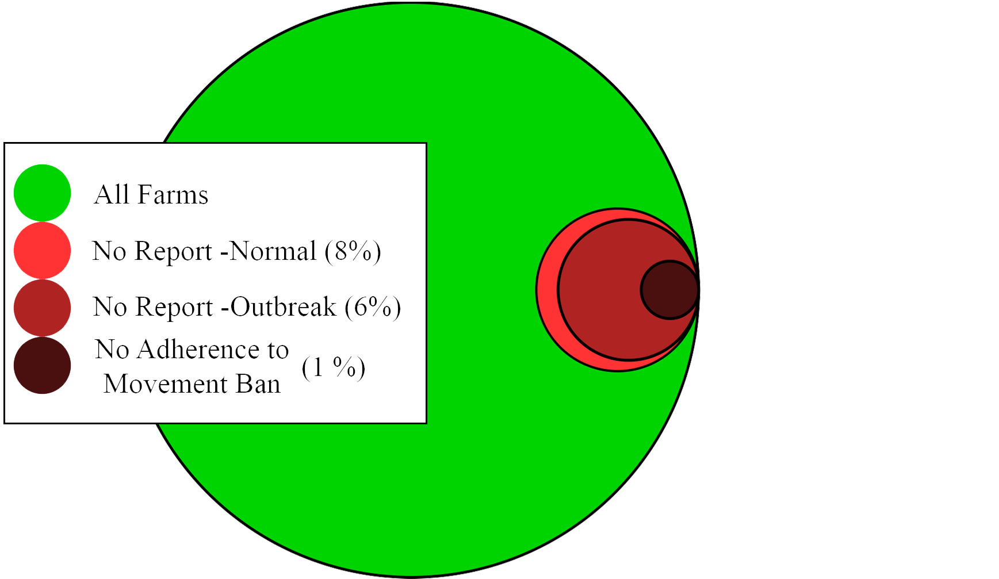 All Farms
No Report -Normal (8%)
No Report -Outbreak (6%)
No Adherence to
Movement Ban (1 %)